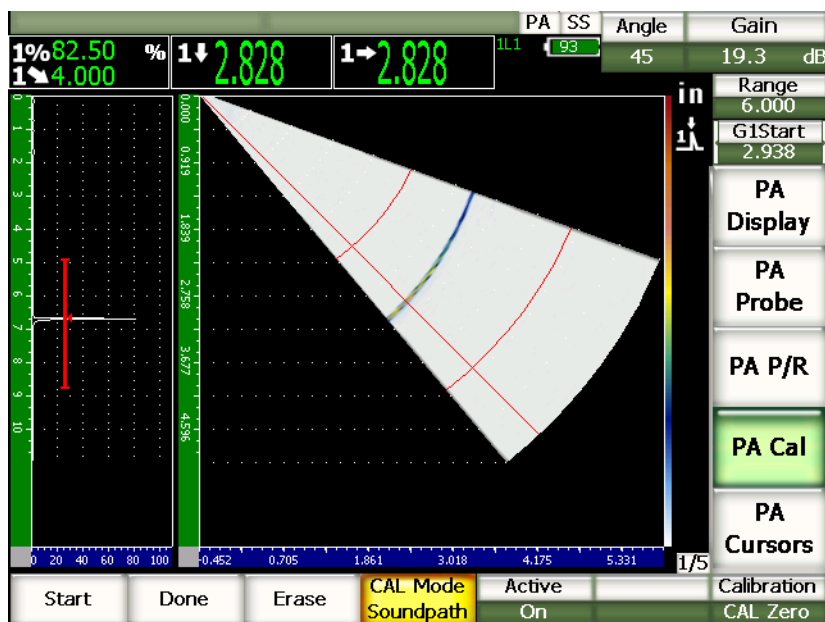 PA SS Angle Gain
1% 82.50 % 1 2.828 1 2.828 1L1 93 45 19.3 dB
1 4.000
in Range
6.000
1 G1Start
2.938
PA
Display
PA
Probe
PA P/R
PA Cal
PA
Cursors
0
1
2
3
4
5
6
7
8
9
10
0.000
0.919
1.839
2.758
3.677
4.596
0 20 40 60 80 100 -0.452 0.705 1.861 3.018 4.175 5.331 1/5
Start Done Erase CAL Mode Active Calibration
Soundpath On CAL Zero